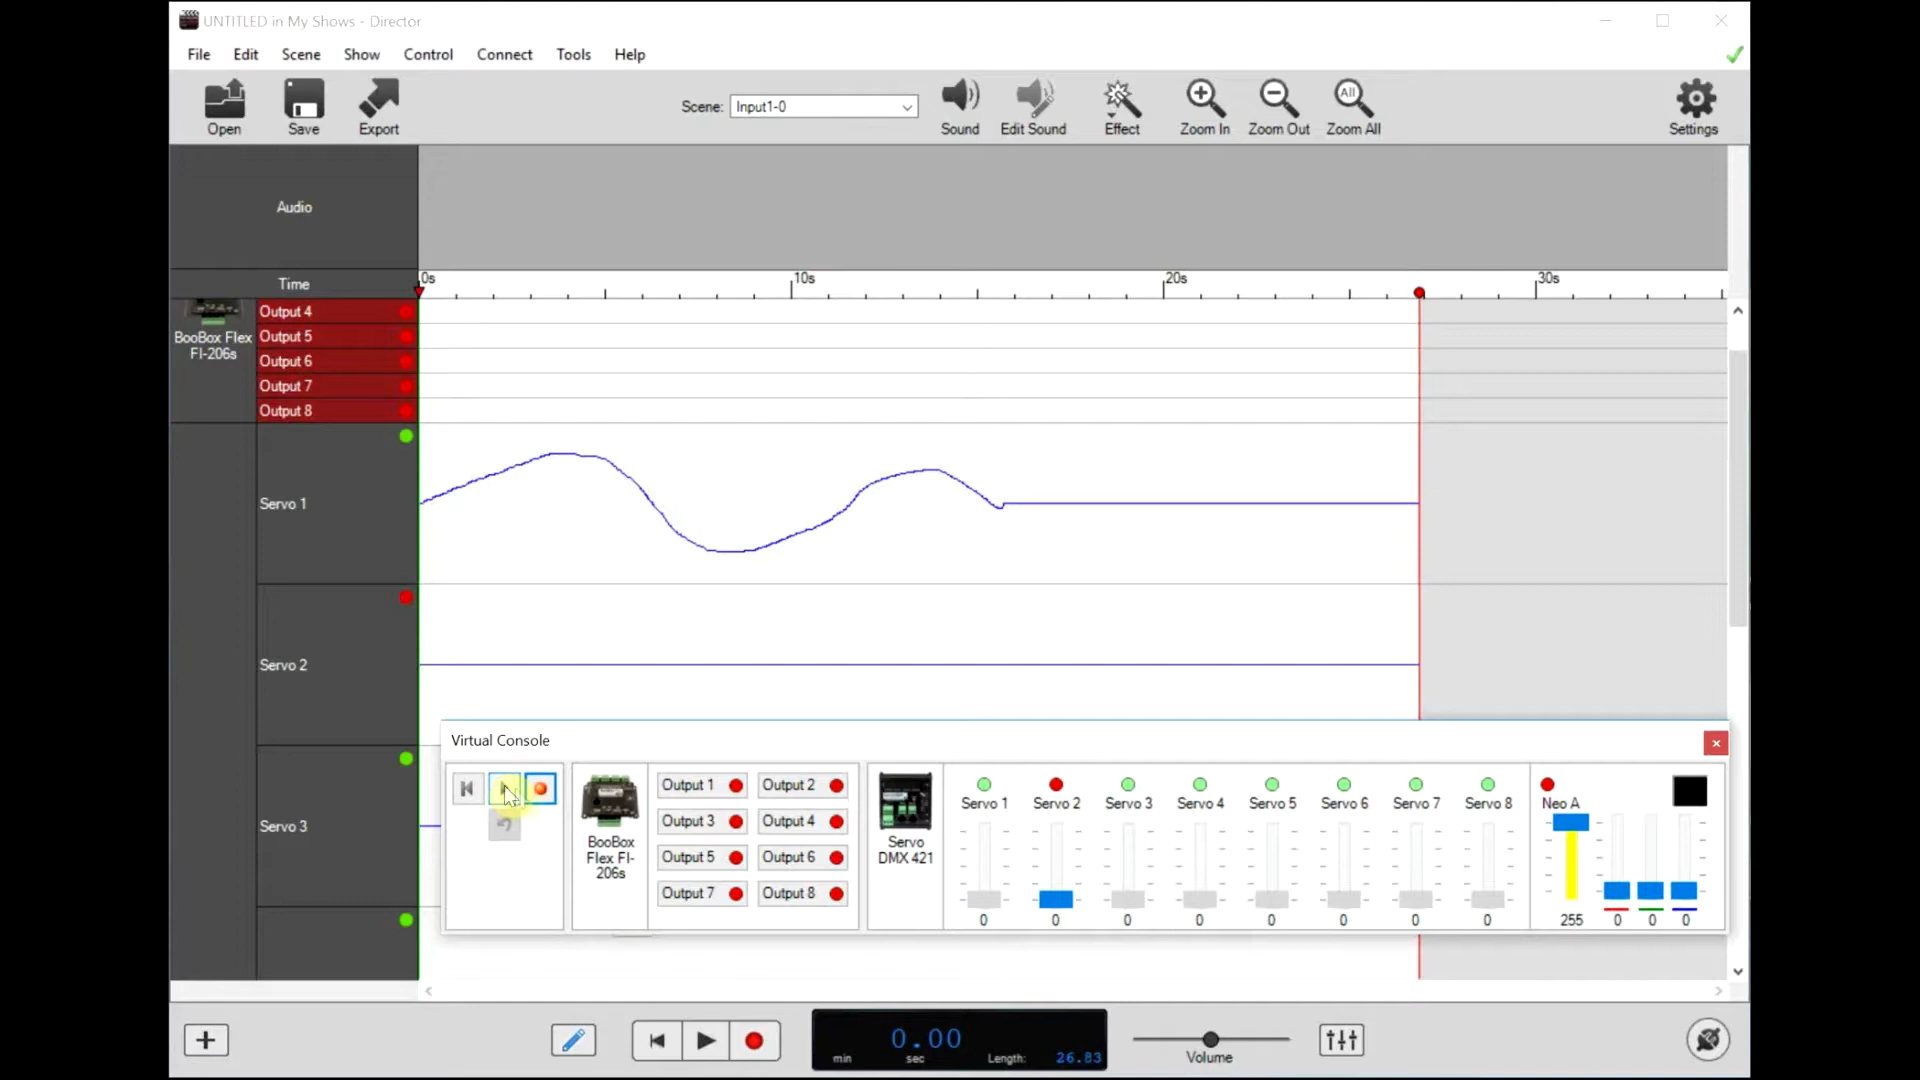 UNTITLED in My Shows - Director
File Edit Scene Show Control Connect Tools Help
Open Save Export Scene: Input1-0 Sound Edit Sound Effect Zoom In Zoom Out All Zoom All Settings
Audio
Time 0s 10s 20s 30s
BooBox Flex
FI-206s
Output 4
Output 5
Output 6
Output 7
Output 8
Servo 1
Servo 2
Servo 3
Virtual Console
BooBox
Flex FI-
206s
Output 1 Output 2
Output 3 Output 4
Output 5 Output 6
Output 7 Output 8
Servo
DMX 421
Servo 1 Servo 2 Servo 3 Servo 4 Servo 5 Servo 6 Servo 7 Servo 8 Neo A
0 0 0 0 0 0 0 0 255 0 0 0
0.00
min sec Length: 26.83
Volume